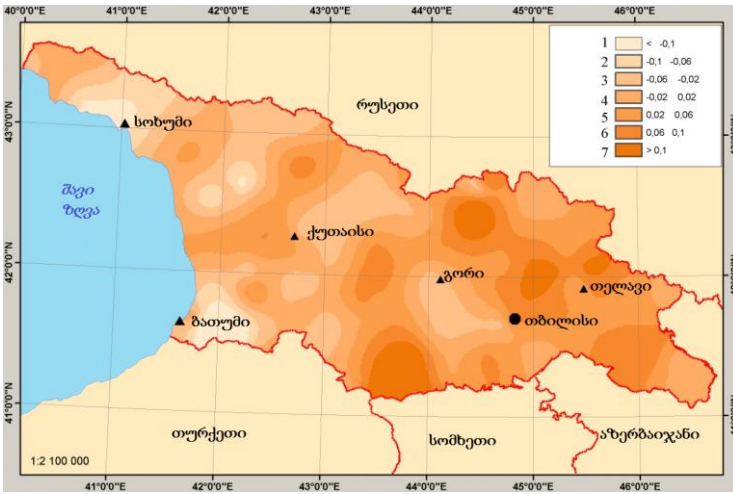 40°0'0"E 41°0'0"E 42°0'0"E 43°0'0"E 44°0'0"E 45°0'0"E 46°0'0"E
1 < -0,1
2 -0,1 -0,06
3 -0,06 -0,02
4 -0,02 0,02
5 0,02 0,06
6 0,06 0,1
7 > 0,1
რუსეთი
43°0'0"N
სოხუმი
შავი
ზღვა
ქუთაისი
42°0'0"N
გორი
თელავი
ბათუმი
თბილისი
41°0'0"N
თურქეთი
სომხეთი
აზერბაიჯანი
1:2 100 000
41°0'0"E 42°0'0"E 43°0'0"E 44°0'0"E 45°0'0"E 46°0'0"E